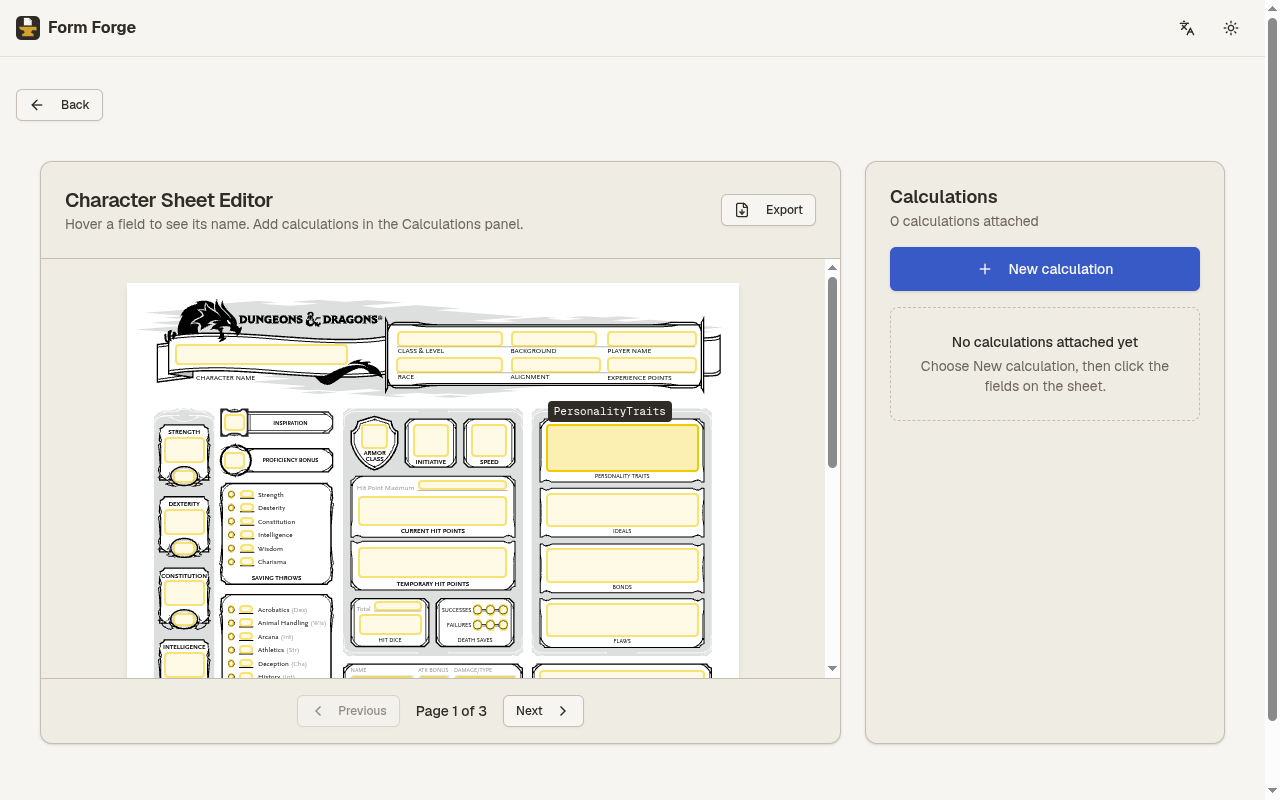 Form Forge
Back
Character Sheet Editor
Hover a field to see its name. Add calculations in the Calculations panel.
Export
DUNGEONS & DRAGONS®
CHARACTER NAME
CLASS & LEVEL
BACKGROUND
PLAYER NAME
RACE
ALIGNMENT
EXPERIENCE POINTS
STRENGTH
DEXTERITY
CONSTITUTION
INTELLIGENCE
INSPIRATION
PROFICIENCY BONUS
Strength
Dexterity
Constitution
Intelligence
Wisdom
Charisma
SAVING THROWS
Acrobatics (Dex)
Animal Handling (Wis)
Arcana (Int)
Athletics (Str)
Deception (Cha)
History (Int)
ARMOR
CLASS
INITIATIVE
SPEED
Hit Point Maximum
CURRENT HIT POINTS
TEMPORARY HIT POINTS
Total
HIT DICE
SUCCESSES
FAILURES
DEATH SAVES
NAME
ATK BONUS
DAMAGE/TYPE
PersonalityTraits
PERSONALITY TRAITS
IDEALS
BONDS
FLAWS
Previous
Page 1 of 3
Next
Calculations
0 calculations attached
New calculation
No calculations attached yet
Choose New calculation, then click the
fields on the sheet.